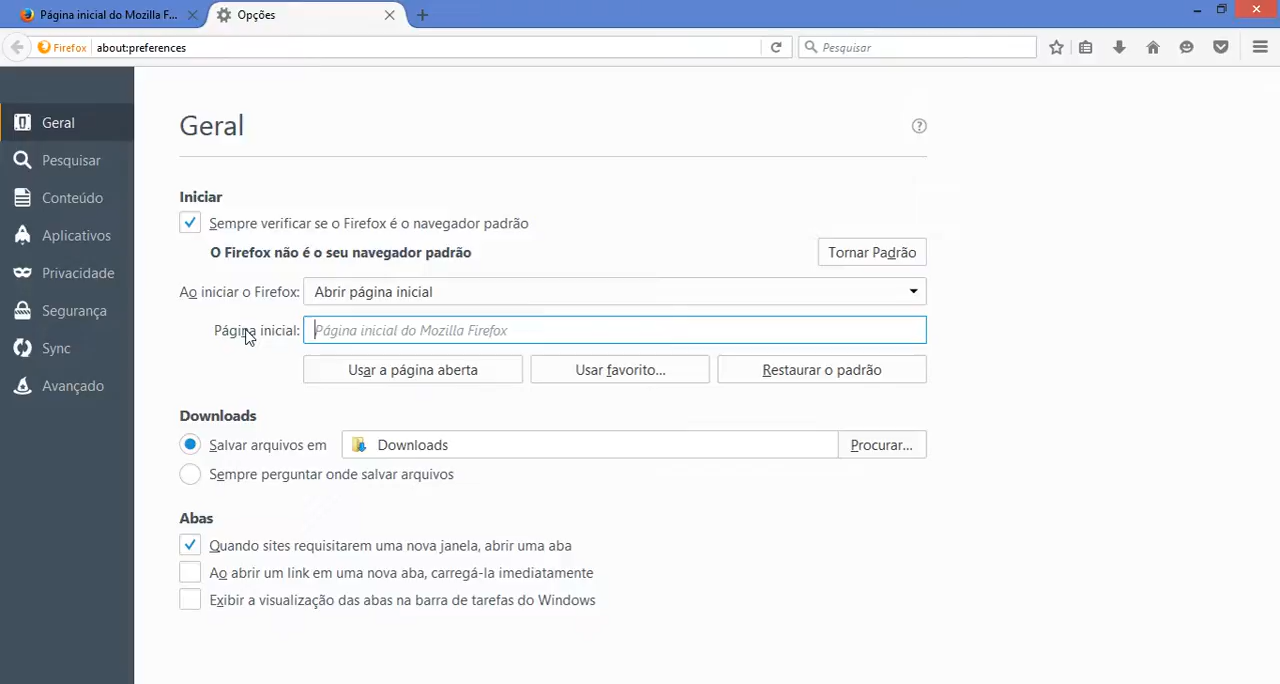 Página inicial do Mozilla F...
Opções
Firefox
about:preferences
Pesquisar
Geral
Pesquisar
Conteúdo
Aplicativos
Privacidade
Segurança
Sync
Avançado
Geral
Iniciar
Sempre verificar se o Firefox é o navegador padrão
O Firefox não é o seu navegador padrão
Tornar Padrão
Ao iniciar o Firefox: Abrir página inicial
Página inicial: Página inicial do Mozilla Firefox
Usar a página aberta
Usar favorito...
Restaurar o padrão
Downloads
Salvar arquivos em Downloads Procurar...
Sempre perguntar onde salvar arquivos
Abas
Quando sites requisitarem uma nova janela, abrir uma aba
Ao abrir um link em uma nova aba, carregá-la imediatamente
Exibir a visualização das abas na barra de tarefas do Windows